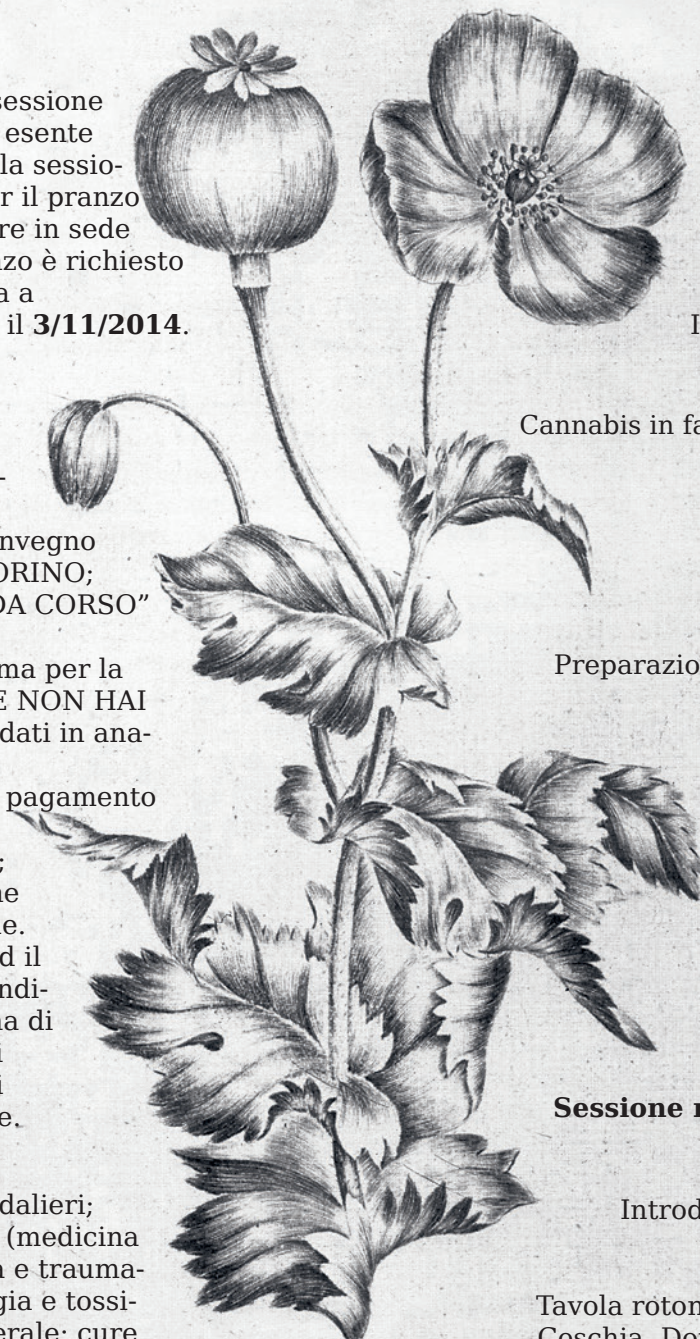 sessione
esente
la sessio-
r il pranzo
re in sede
nzo è richiesto
a a
il 3/11/2014.
-
nvegno
ORINO;
DA CORSO”
ma per la
E NON HAI
dati in ana-
pagamento
;
ne
e.
d il
ndi-
na di
i
i
e.
dalieri;
(medicina
a e trauma-
gia e tossi-
erale; cure
I
Cannabis in fa
Preparazio
Sessione
Introd
Tavola roton
Coschia, De